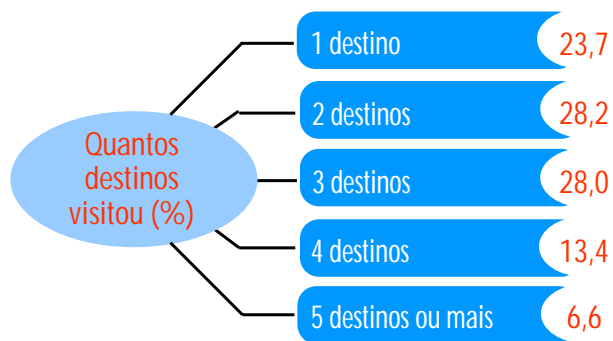 Quantos
destinos
visitou (%)
1 destino 23,7
2 destinos 28,2
3 destinos 28,0
4 destinos 13,4
5 destinos ou mais 6,6